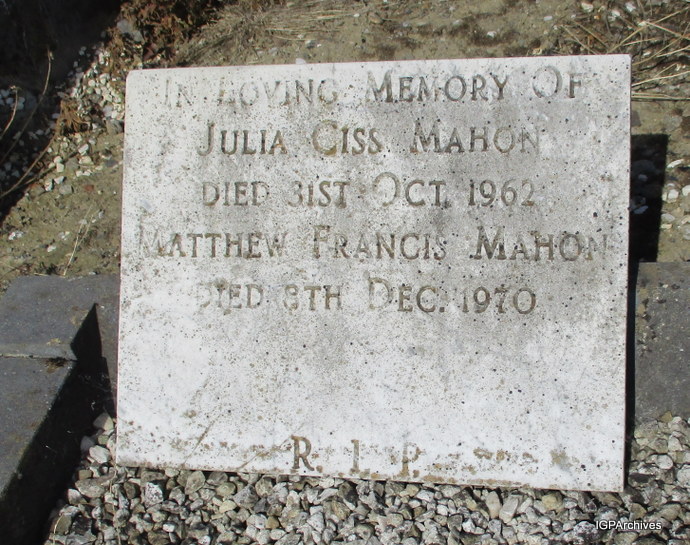 In Loving Memory Of
Julia Ciss Mahon
Died 31st Oct. 1962
Matthew Francis Mahon
Died 8th Dec. 1970
R. I. P.
IGPArchives